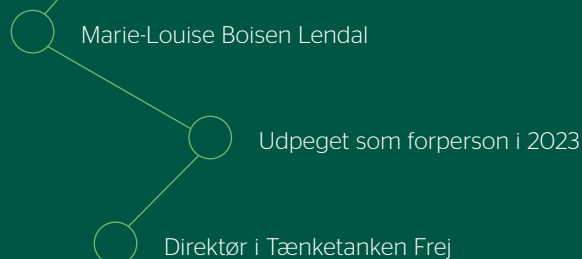 Marie-Louise Boisen Lendal
Udpeget som forperson i 2023
Direktør i Tænketanken Frej